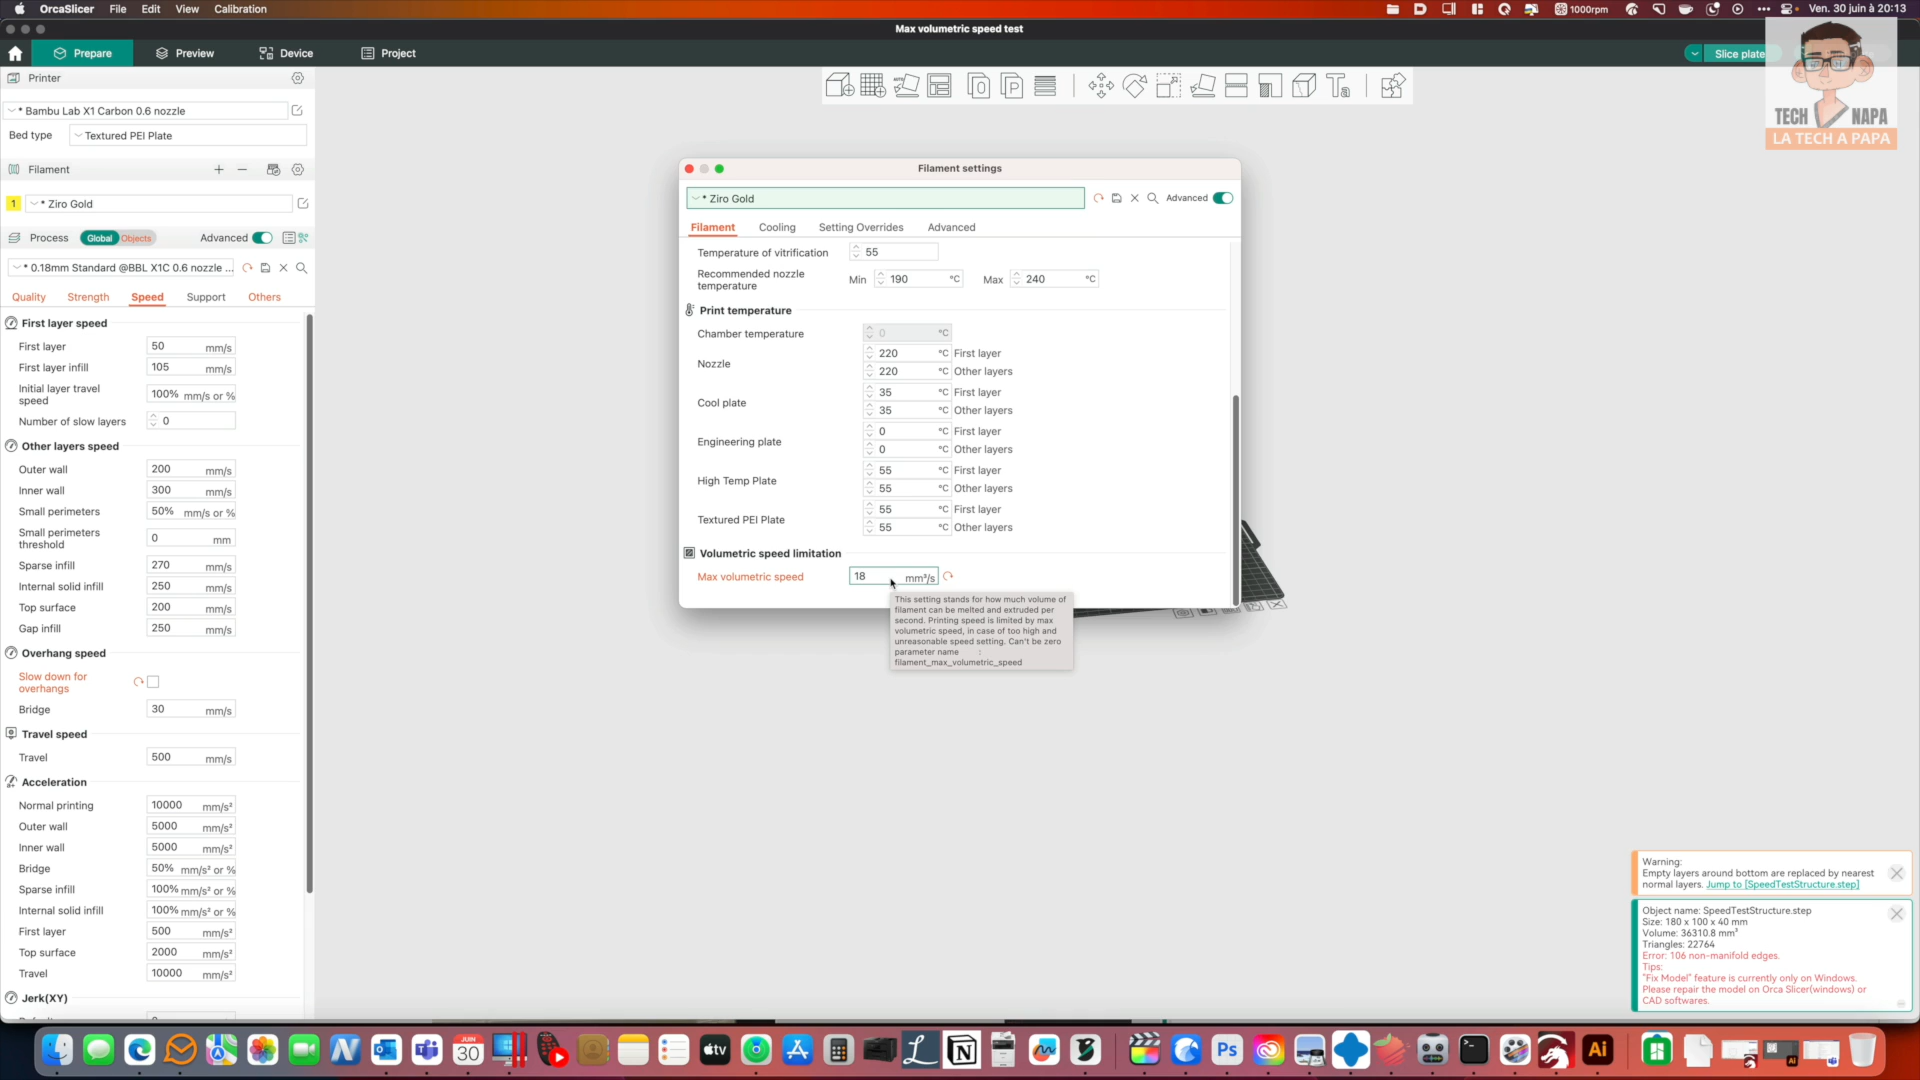 OrcaSlicer File Edit View Calibration
1000rpm Ven. 30 juin à 20:13
Max volumetric speed test
Prepare Preview Device Project
Slice plate
TECH NAPA
LA TECH A PAPA
Printer
* Bambu Lab X1 Carbon 0.6 nozzle
Bed type Textured PEI Plate
Filament
1 * Ziro Gold
Process Global Objects Advanced
* 0.18mm Standard @BBL X1C 0.6 nozzle ...
Quality Strength Speed Support Others
First layer speed
First layer 50 mm/s
First layer infill 105 mm/s
Initial layer travel speed 100% mm/s or %
Number of slow layers 0
Other layers speed
Outer wall 200 mm/s
Inner wall 300 mm/s
Small perimeters 50% mm/s or %
Small perimeters threshold 0 mm
Sparse infill 270 mm/s
Internal solid infill 250 mm/s
Top surface 200 mm/s
Gap infill 250 mm/s
Overhang speed
Slow down for overhangs
Bridge 30 mm/s
Travel speed
Travel 500 mm/s
Acceleration
Normal printing 10000 mm/s²
Outer wall 5000 mm/s²
Inner wall 5000 mm/s²
Bridge 50% mm/s² or %
Sparse infill 100% mm/s² or %
Internal solid infill 100% mm/s² or %
First layer 500 mm/s²
Top surface 2000 mm/s²
Travel 10000 mm/s²
Jerk(XY)
Filament settings
* Ziro Gold Advanced
Filament Cooling Setting Overrides Advanced
Temperature of vitrification 55
Recommended nozzle temperature Min 190 °C Max 240 °C
Print temperature
Chamber temperature 0 °C
Nozzle 220 °C First layer
220 °C Other layers
Cool plate 35 °C First layer
35 °C Other layers
Engineering plate 0 °C First layer
0 °C Other layers
High Temp Plate 55 °C First layer
55 °C Other layers
Textured PEI Plate 55 °C First layer
55 °C Other layers
Volumetric speed limitation
Max volumetric speed 18 mm³/s
This setting stands for how much volume of
filament can be melted and extruded per
second. Printing speed is limited by max
volumetric speed, in case of too high and
unreasonable speed setting. Can't be zero
parameter name :
filament_max_volumetric_speed
Warning:
Empty layers around bottom are replaced by nearest
normal layers. Jump to [SpeedTestStructure.step]
Object name: SpeedTestStructure.step
Size: 180 x 100 x 40 mm
Volume: 36310.8 mm³
Triangles: 22764
Error: 106 non-manifold edges.
Tips:
"Fix Model" feature is currently only on Windows.
Please repair the model on Orca Slicer(windows) or
CAD softwares.
JUIN
30
tv
Ps
Ai